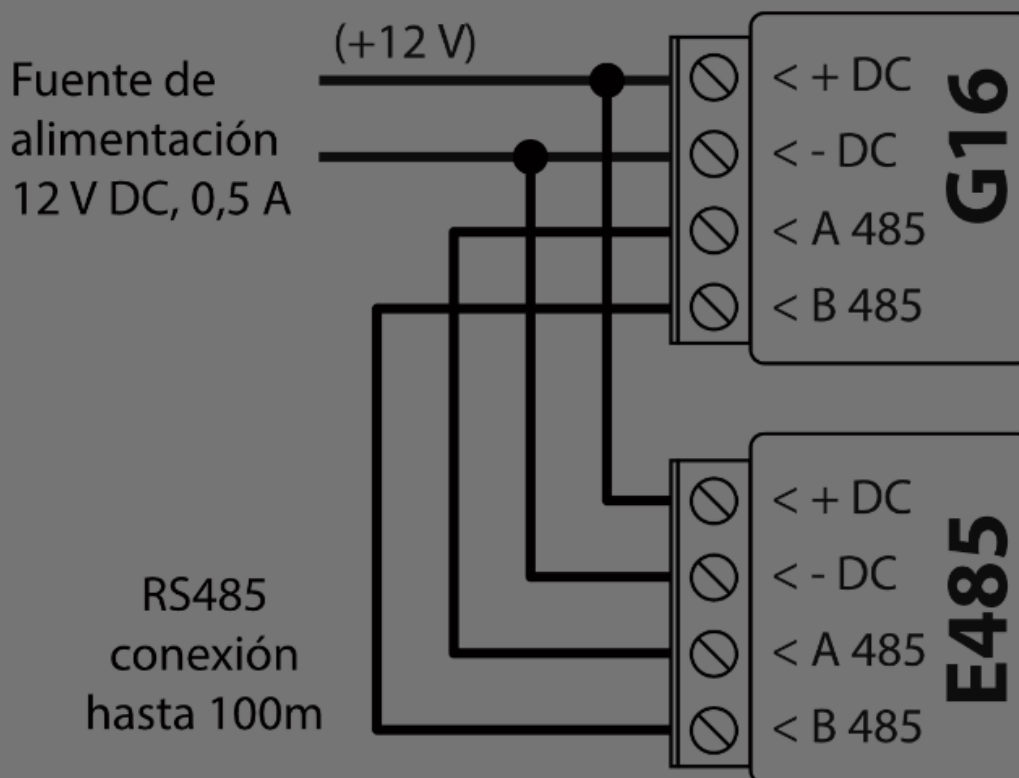 (+12 V)
Fuente de
alimentación
12 V DC, 0,5 A
< + DC
< - DC
< A 485
< B 485
G16
RS485
conexión
hasta 100m
< + DC
< - DC
< A 485
< B 485
E485